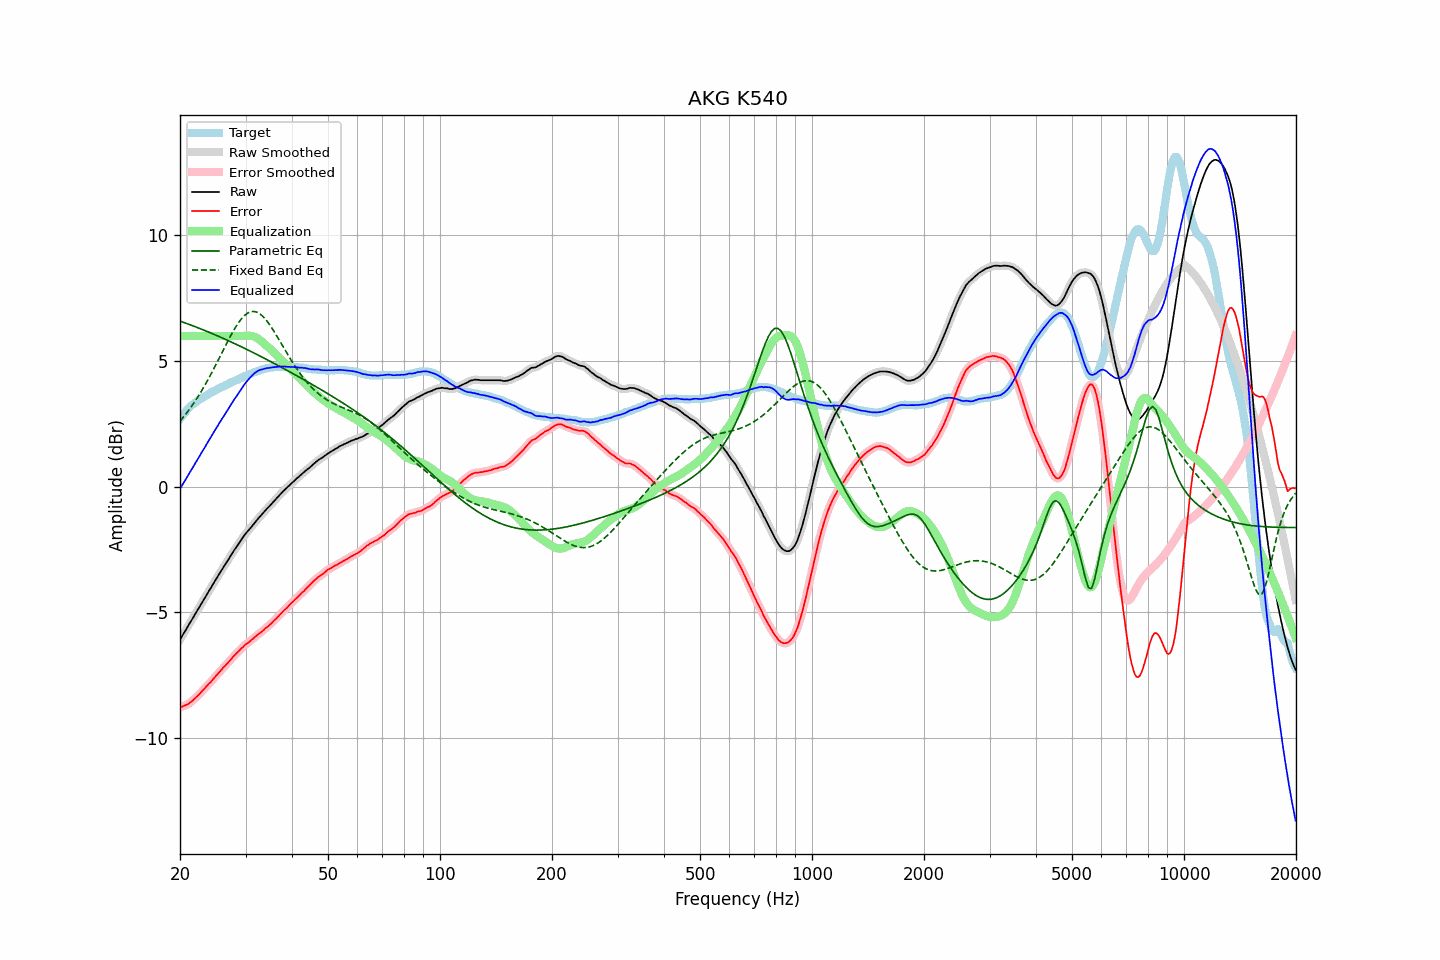 AKG K540
Target
Raw Smoothed
Error Smoothed
Raw
Error
Equalization
Parametric Eq
Fixed Band Eq
Equalized
10
5
0
−5
−10
Amplitude (dBr)
20 50 100 200 500 1000 2000 5000 10000 20000
Frequency (Hz)